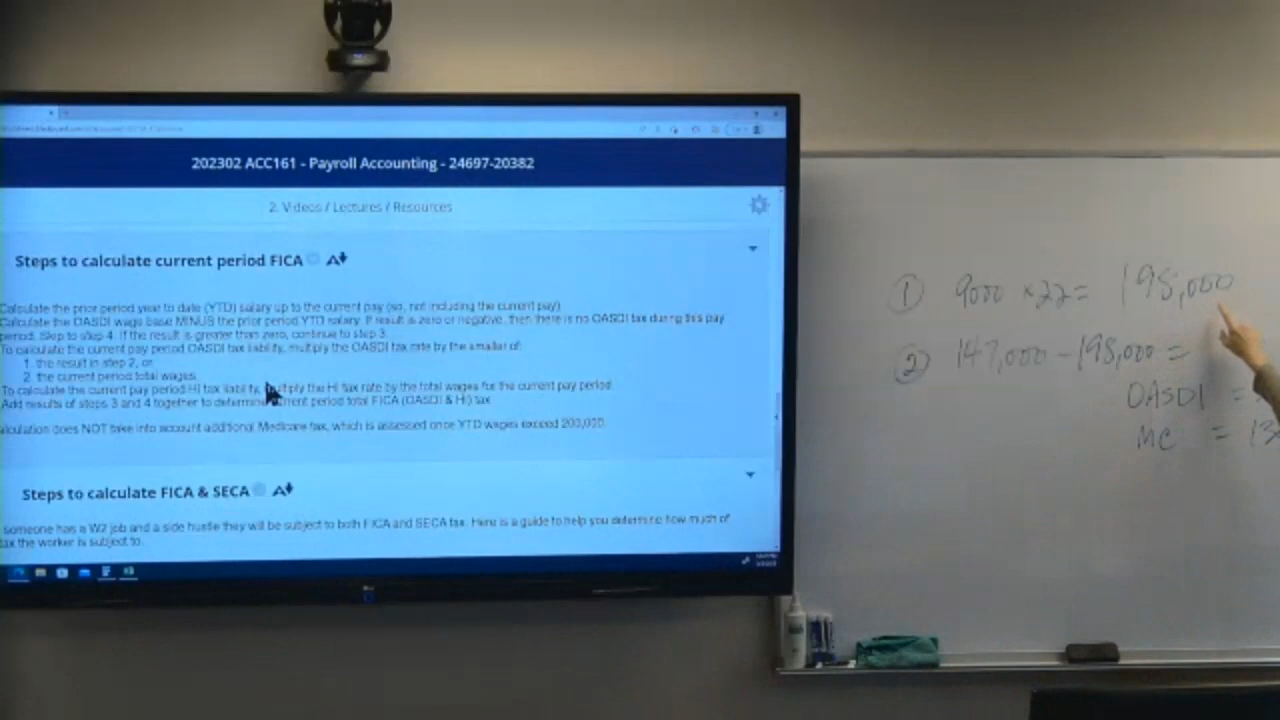 202302 ACC161 - Payroll Accounting - 24697-20382
2. Videos / Lectures / Resources
Steps to calculate current period FICA
Calculate the prior period year to date (YTD) salary up to the current pay (so, not including the current pay)
Calculate the OASDI wage base MINUS the prior period YTD salary. If result is zero or negative, then there is no OASDI tax during this pay
period. Skip to step 4. If the result is greater than zero, continue to step 3.
To calculate the current pay period OASDI tax liability, multiply the OASDI tax rate by the smaller of:
1. the result in step 2, or
2. the current period total wages.
To calculate the current pay period HI tax liability, multiply the HI tax rate by the total wages for the current pay period.
Add results of steps 3 and 4 together to determine current period total FICA (OASDI & HI) tax
calculation does NOT take into account additional Medicare tax, which is assessed once YTD wages exceed 200,000.
Steps to calculate FICA & SECA
someone has a W2 job and a side hustle they will be subject to both FICA and SECA tax. Here is a guide to help you determine how much of
tax the worker is subject to.
① 9000 x 22 = 198,000
② 147,000 - 198,000 =
OASDI =
MC = 13